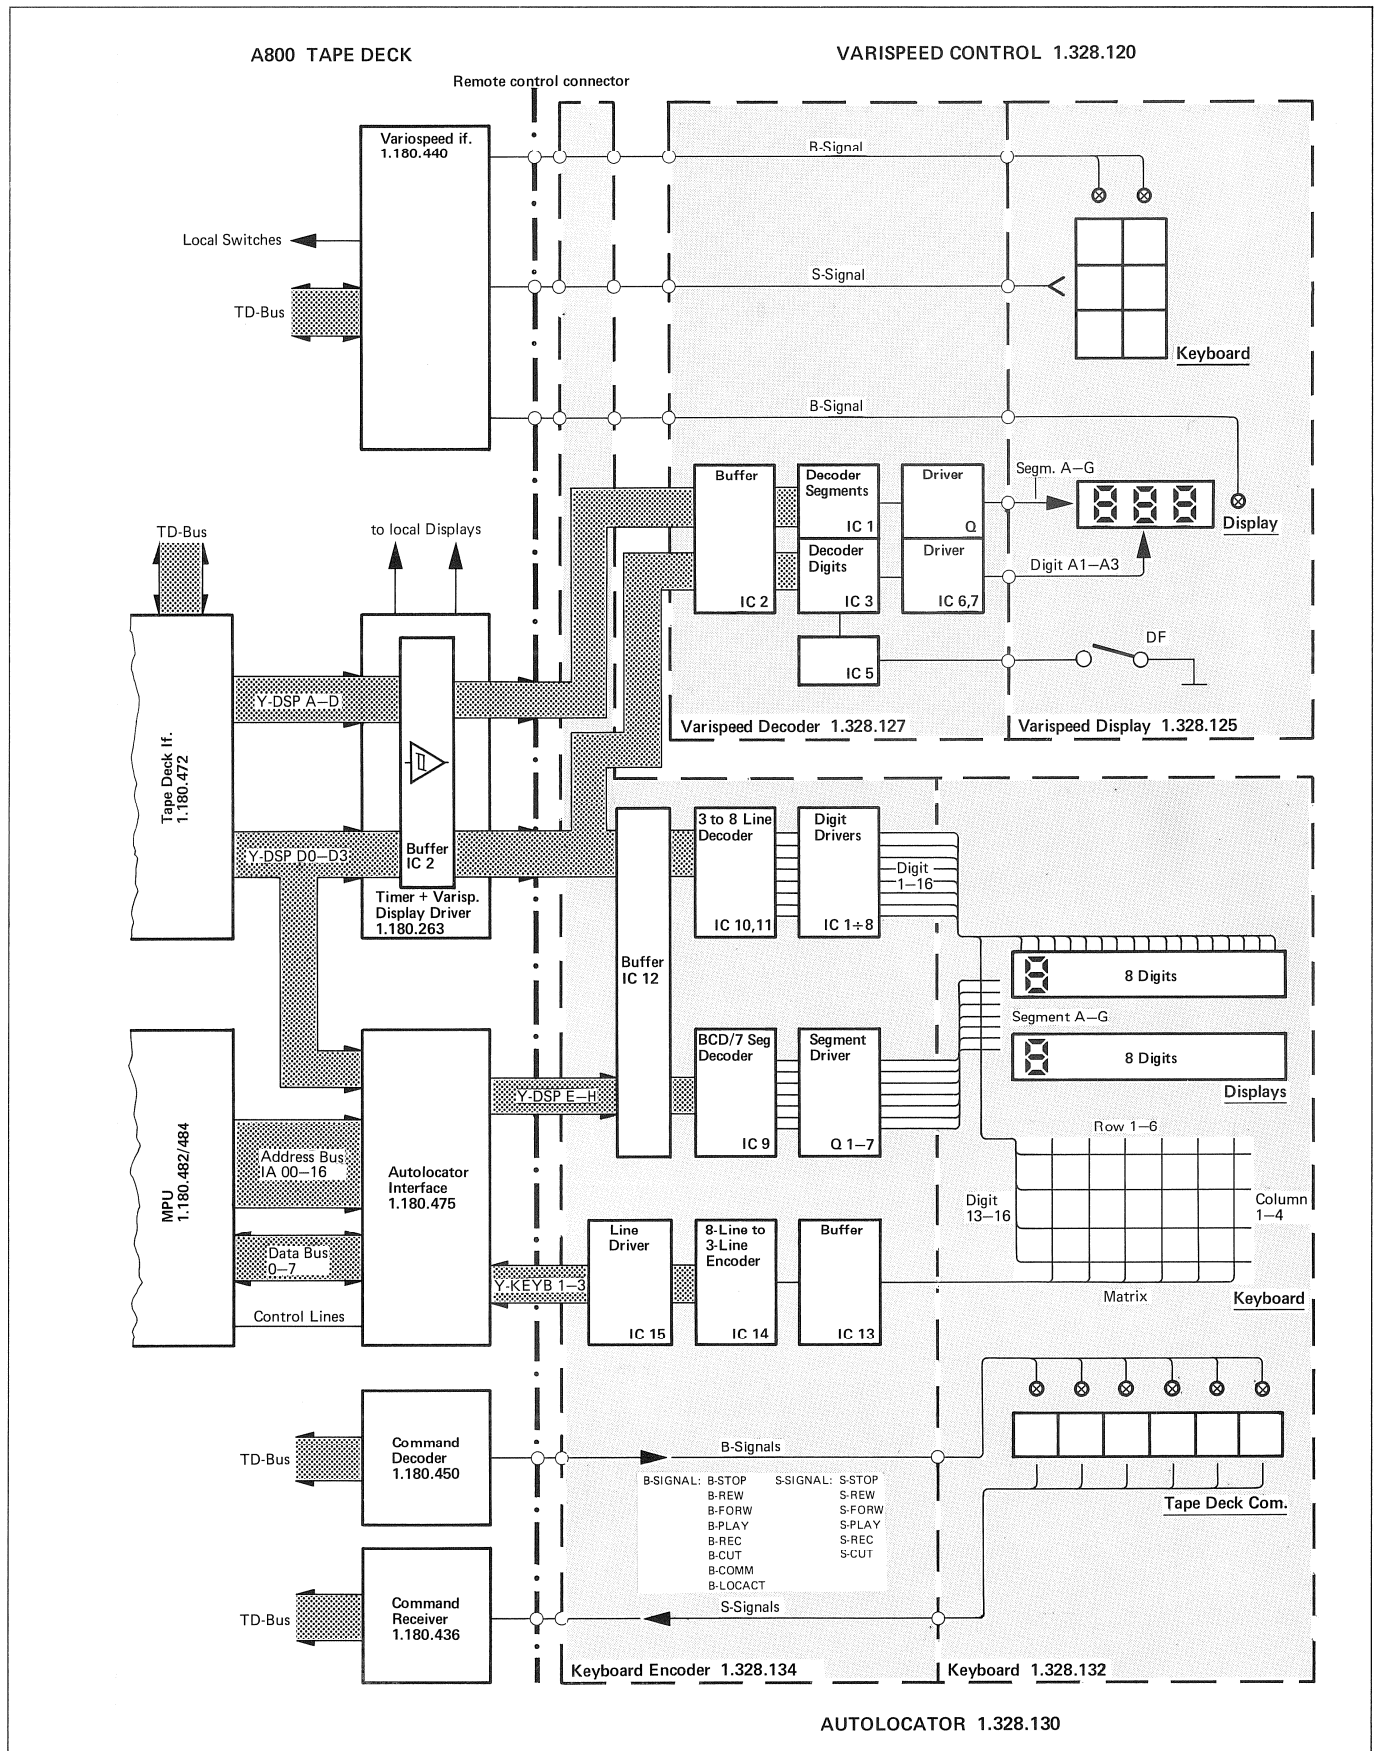 A800 TAPE DECK
VARISPEED CONTROL 1.328.120
Remote control connector
Variospeed if.
1.180.440
B-Signal
Local Switches
S-Signal
TD-Bus
Keyboard
B-Signal
Buffer
IC 2
Decoder
Segments
IC 1
Driver
Q
Segm. A–G
Display
TD-Bus
to local Displays
Decoder
Digits
IC 3
Driver
IC 6,7
Digit A1–A3
IC 5
DF
Varispeed Decoder 1.328.127
Varispeed Display 1.328.125
Tape Deck If.
1.180.472
Y-DSP A–D
Y-DSP D0–D3
Buffer
IC 2
Timer + Varisp.
Display Driver
1.180.263
3 to 8 Line
Decoder
IC 10,11
Digit
Drivers
IC 1÷8
Digit
1–16
Buffer
IC 12
8 Digits
Segment A–G
8 Digits
Displays
BCD/7 Seg
Decoder
IC 9
Segment
Driver
Q 1–7
Y-DSP E–H
MPU
1.180.482/484
Address Bus
IA 00–16
Data Bus
0–7
Control Lines
Autolocator
Interface
1.180.475
Row 1–6
Digit
13–16
Column
1–4
Matrix
Keyboard
Y-KEYB 1–3
Line
Driver
IC 15
8-Line to
3-Line
Encoder
IC 14
Buffer
IC 13
TD-Bus
Command
Decoder
1.180.450
B-Signals
B-SIGNAL: B-STOP S-SIGNAL: S-STOP
B-REW S-REW
B-FORW S-FORW
B-PLAY S-PLAY
B-REC S-REC
B-CUT S-CUT
B-COMM
B-LOCACT
Tape Deck Com.
TD-Bus
Command
Receiver
1.180.436
S-Signals
Keyboard Encoder 1.328.134
Keyboard 1.328.132
AUTOLOCATOR 1.328.130